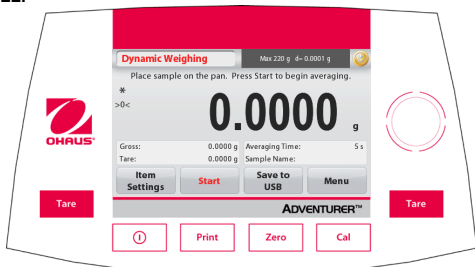 Dynamic Weighing
Max 220 g d=0.0001 g
Place sample on the pan. Press Start to begin averaging.
*
>0<
0.0000 g
OHAUS
Gross: 0.0000 g Averaging Time: 5 s
Tare: 0.0000 g Sample Name:
Item Settings
Start
Save to USB
Menu
Tare
Tare
ADVENTURER™
Print
Zero
Cal